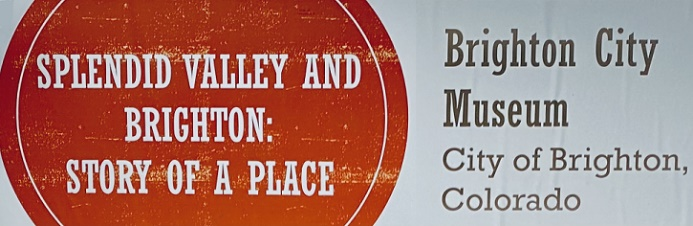 SPLENDID VALLEY AND
BRIGHTON:
STORY OF A PLACE
Brighton City
Museum
City of Brighton,
Colorado